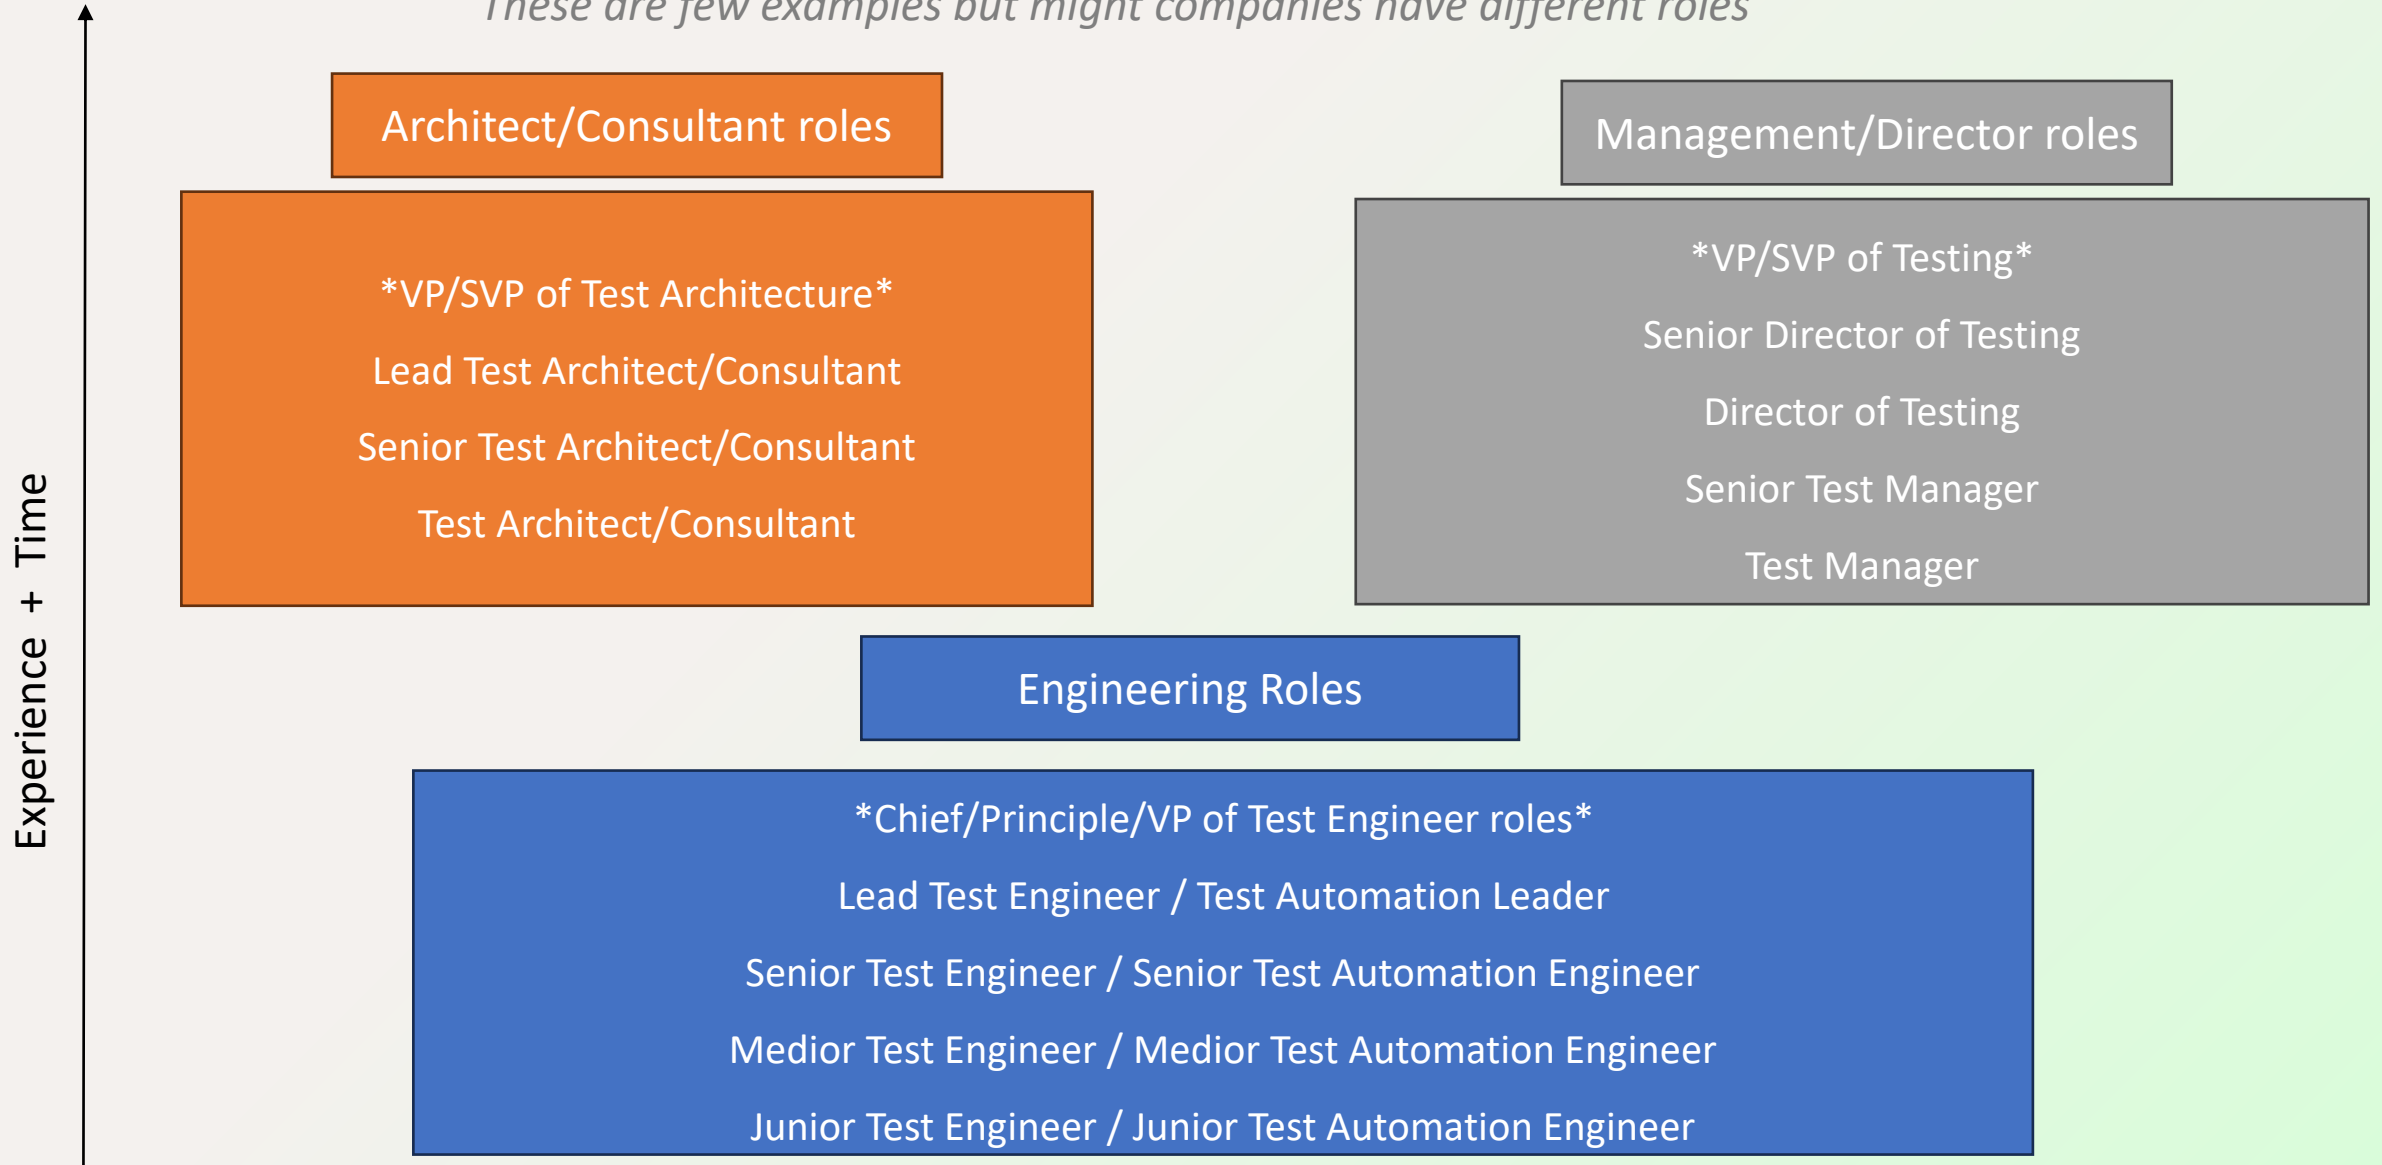 These are few examples but might companies have different roles
Architect/Consultant roles
*VP/SVP of Test Architecture*
Lead Test Architect/Consultant
Senior Test Architect/Consultant
Test Architect/Consultant
Management/Director roles
*VP/SVP of Testing*
Senior Director of Testing
Director of Testing
Senior Test Manager
Test Manager
Experience + Time
Engineering Roles
*Chief/Principle/VP of Test Engineer roles*
Lead Test Engineer / Test Automation Leader
Senior Test Engineer / Senior Test Automation Engineer
Medior Test Engineer / Medior Test Automation Engineer
Junior Test Engineer / Junior Test Automation Engineer